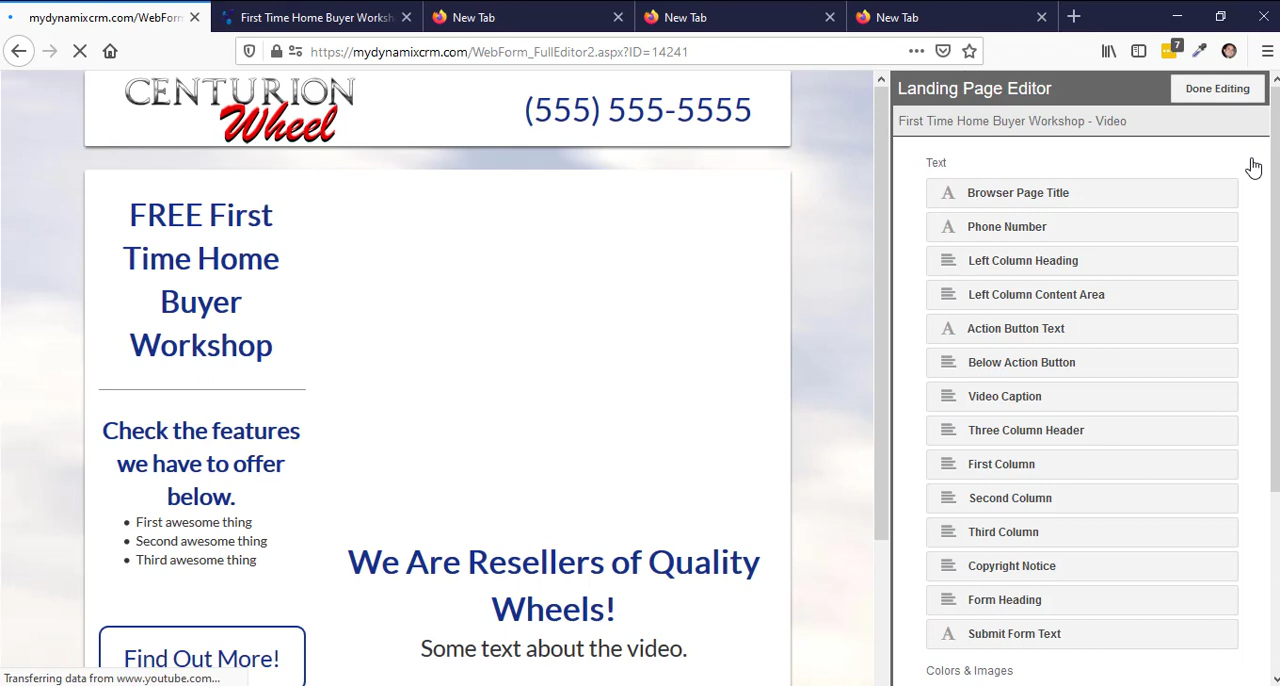 mydynamixcrm.com/WebForm
First Time Home Buyer Worksh
New Tab
New Tab
New Tab
https://mydynamixcrm.com/WebForm_FullEditor2.aspx?ID=14241
7
CENTURION
Wheel
(555) 555-5555
FREE First
Time Home
Buyer
Workshop
Check the features
we have to offer
below.
• First awesome thing
• Second awesome thing
• Third awesome thing
Find Out More!
We Are Resellers of Quality
Wheels!
Some text about the video.
Transferring data from www.youtube.com...
Landing Page Editor
Done Editing
First Time Home Buyer Workshop - Video
Text
A Browser Page Title
A Phone Number
Left Column Heading
Left Column Content Area
A Action Button Text
Below Action Button
Video Caption
Three Column Header
First Column
Second Column
Third Column
Copyright Notice
Form Heading
A Submit Form Text
Colors & Images